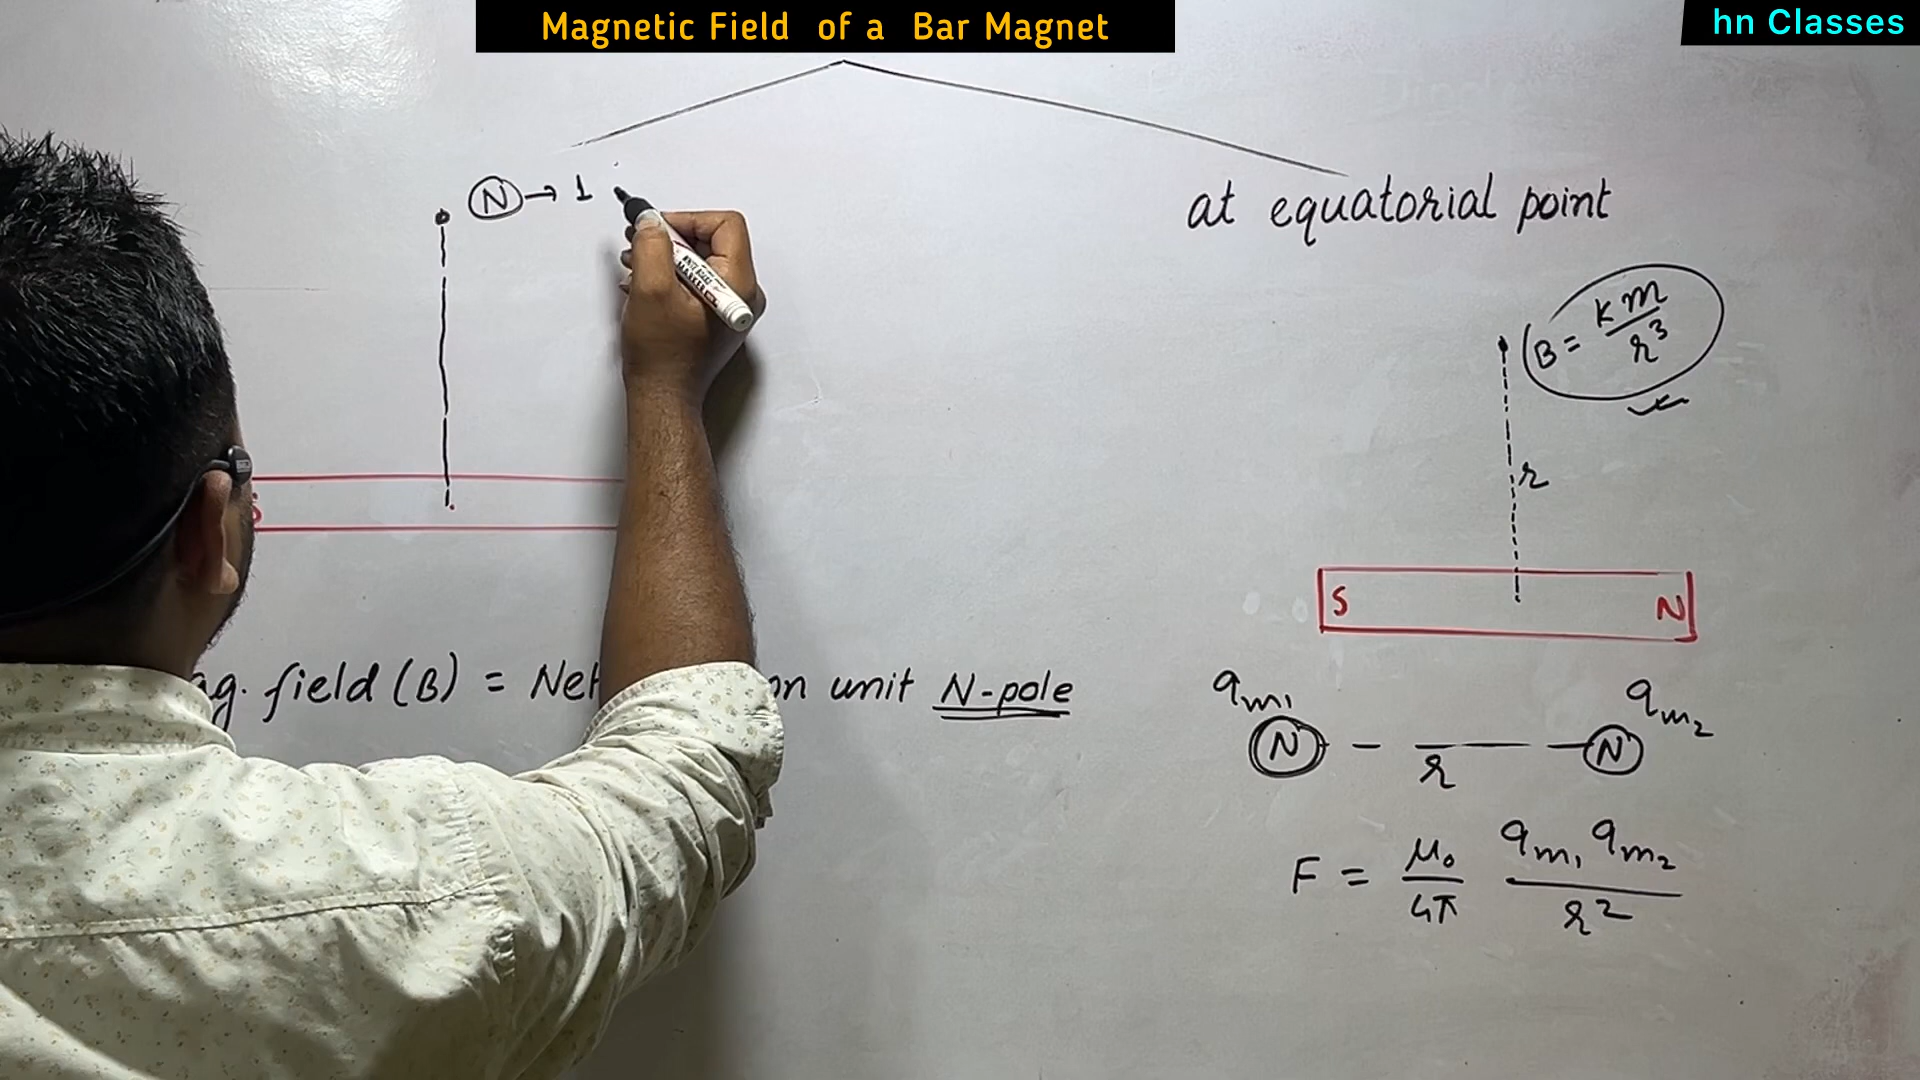 Magnetic Field of a Bar Magnet
hn Classes
N → 1
at equatorial point
B = km / r³
r
S
S N
ag. field (B) = Net on unit N-pole
qm₁ qm₂
N N
r
F = μ₀ / 4π qm₁ qm₂ / r²